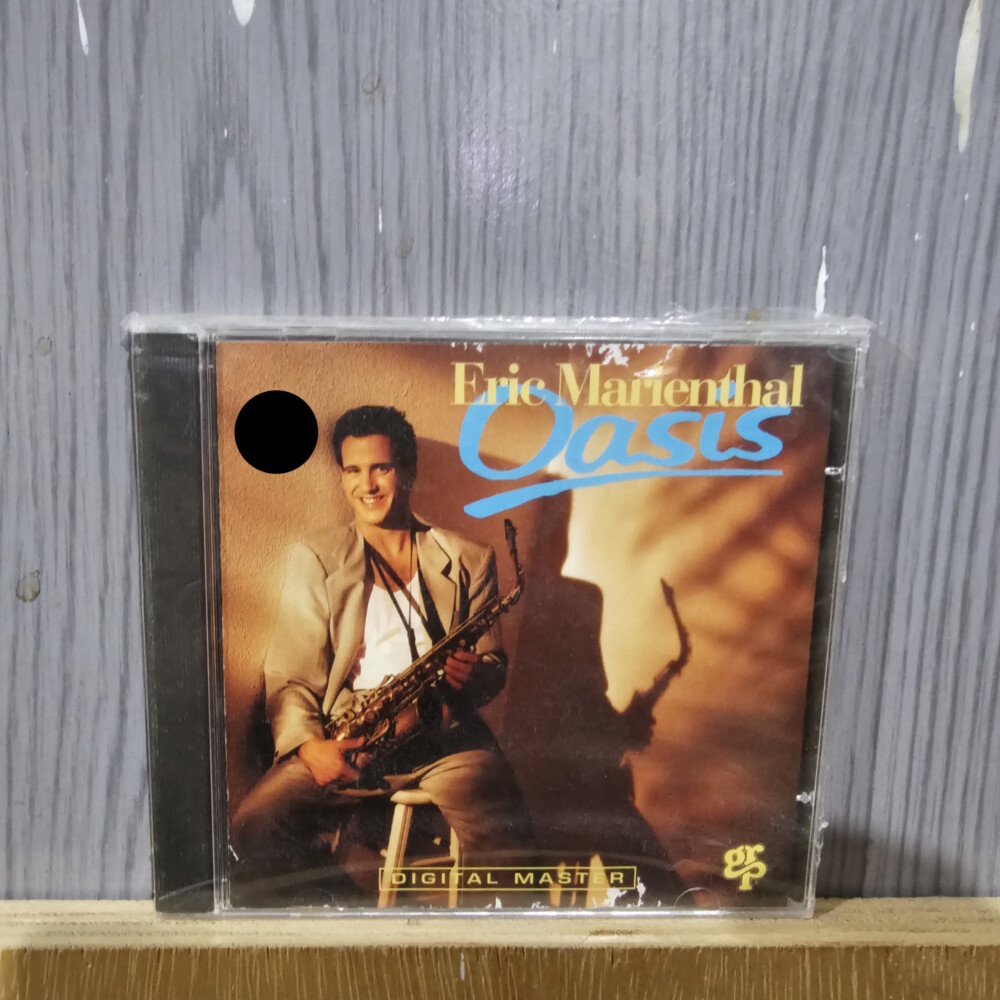 Eric Marienthal
Oasis
grp
DIGITAL MASTER